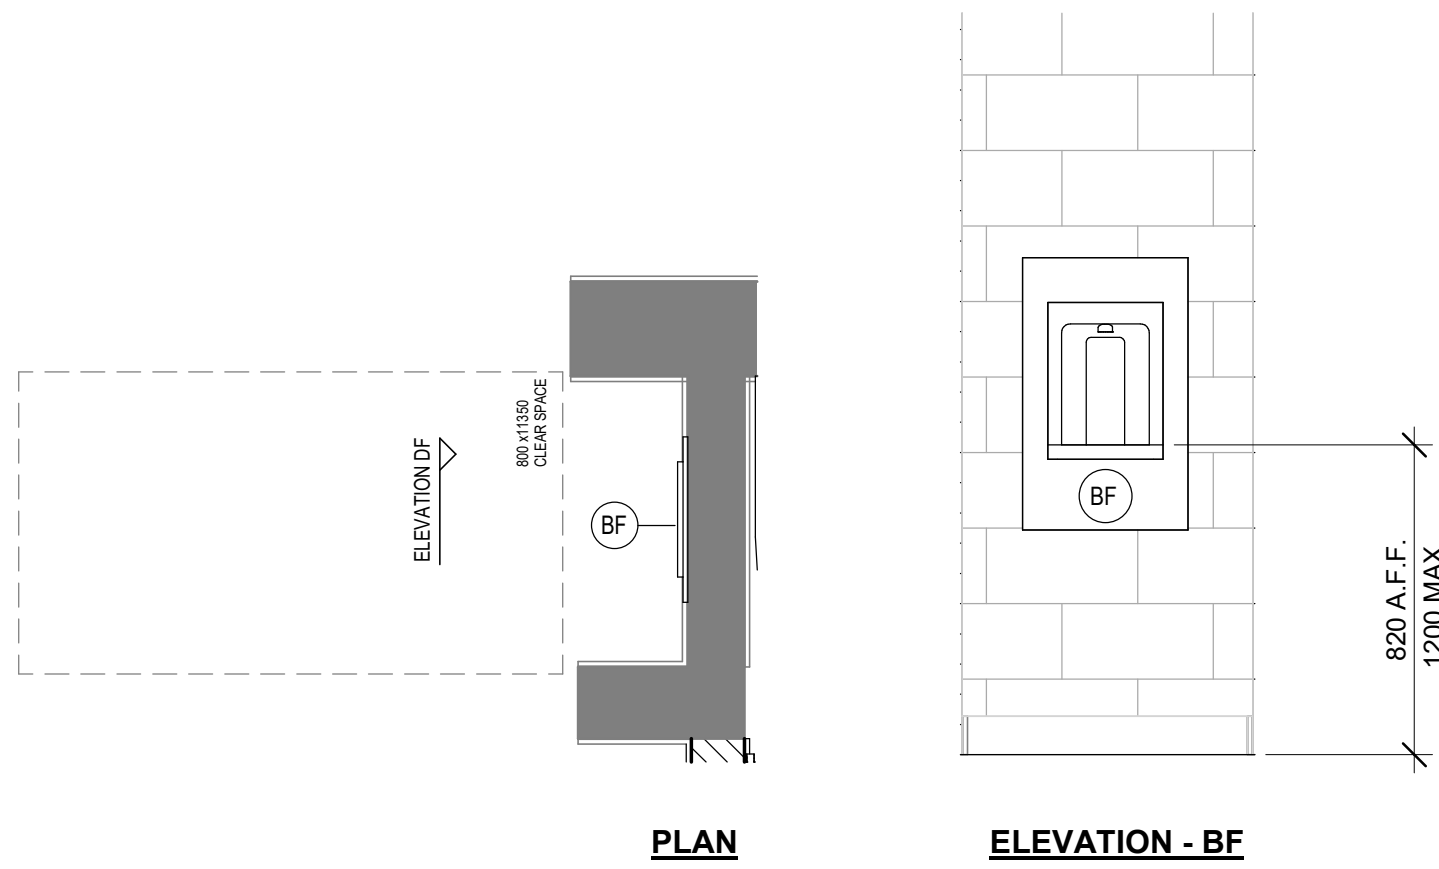 ELEVATION DF
800 x11350
CLEAR SPACE
BF
BF
820 A.F.F.
1200 MAX
PLAN
ELEVATION - BF